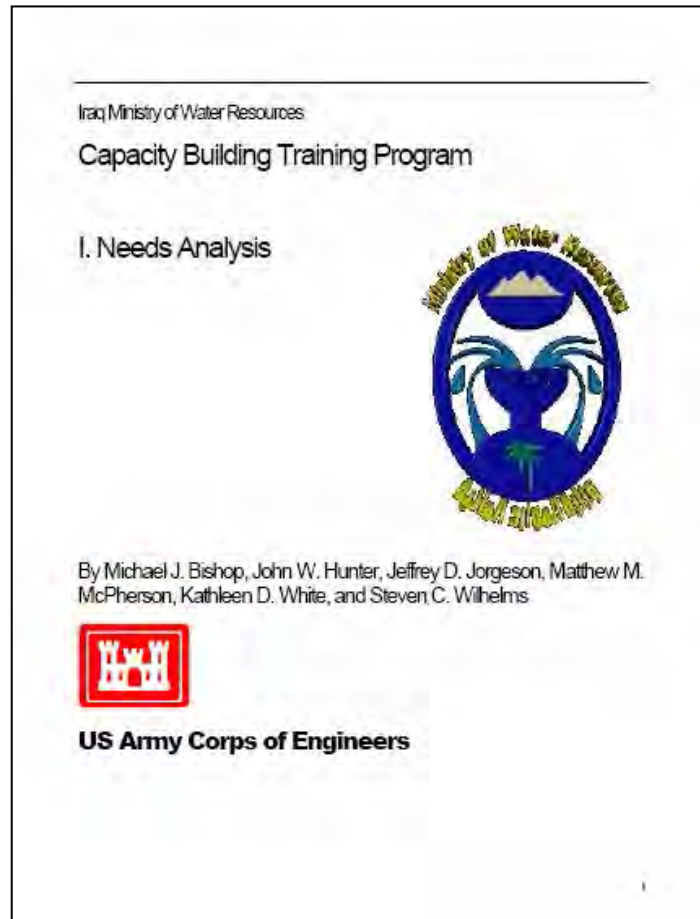 Iraq Ministry of Water Resources
Capacity Building Training Program
I. Needs Analysis
Ministry of Water Resources
By Michael J. Bishop, John W. Hunter, Jeffrey D. Jorgeson, Matthew M.
McPherson, Kathleen D. White, and Steven C. Wilhelms
US Army Corps of Engineers